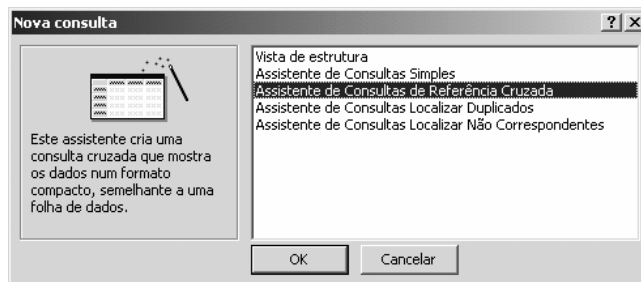 Nova consulta
Este assistente cria uma
consulta cruzada que mostra
os dados num formato
compacto, semelhante a uma
folha de dados.
Vista de estrutura
Assistente de Consultas Simples
Assistente de Consultas de Referência Cruzada
Assistente de Consultas Localizar Duplicados
Assistente de Consultas Localizar Não Correspondentes
OK
Cancelar